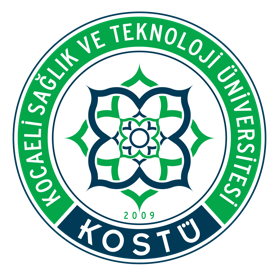 KOCAELİ SAĞLIK VE TEKNOLOJİ ÜNİVERSİTESİ
2009
KOSTÜ